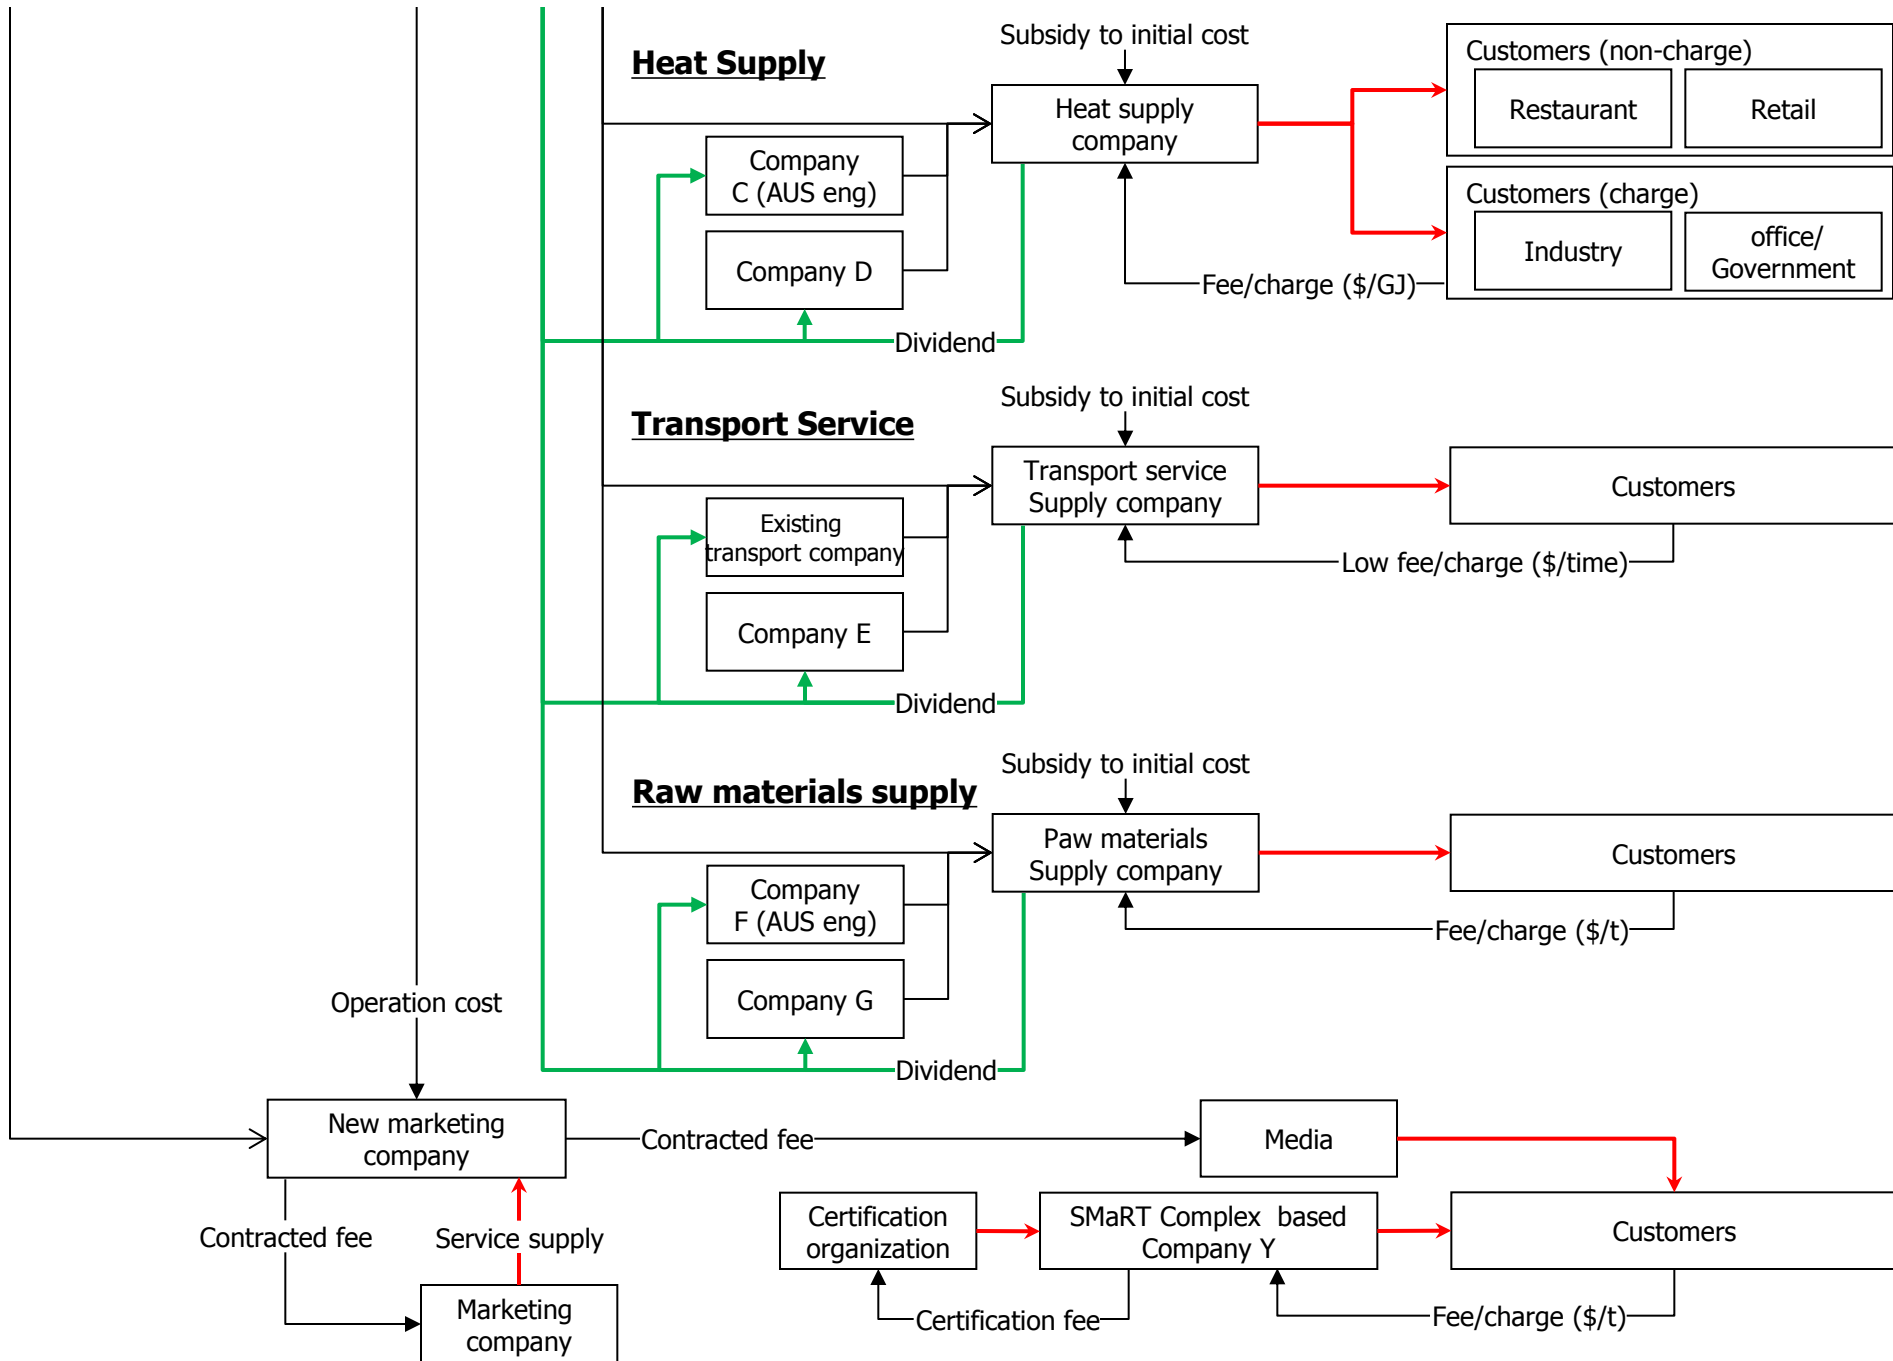 Heat Supply
Subsidy to initial cost
Heat supply
company
Customers (non-charge)
Restaurant
Retail
Company
C (AUS eng)
Company D
Customers (charge)
Industry
office/
Government
Fee/charge ($/GJ)
Dividend
Transport Service
Subsidy to initial cost
Transport service
Supply company
Customers
Existing
transport company
Company E
Low fee/charge ($/time)
Dividend
Raw materials supply
Subsidy to initial cost
Paw materials
Supply company
Customers
Company
F (AUS eng)
Company G
Fee/charge ($/t)
Dividend
Operation cost
New marketing
company
Contracted fee
Media
Contracted fee
Service supply
Marketing
company
Certification
organization
SMaRT Complex  based
Company Y
Customers
Certification fee
Fee/charge ($/t)